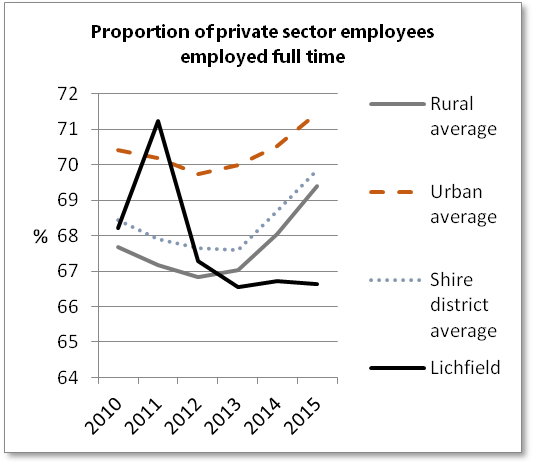 Proportion of private sector employees
employed full time
72
71
70
69
68
67
66
65
64
%
2010
2011
2012
2013
2014
2015
Rural
average
Urban
average
Shire
district
average
Lichfield